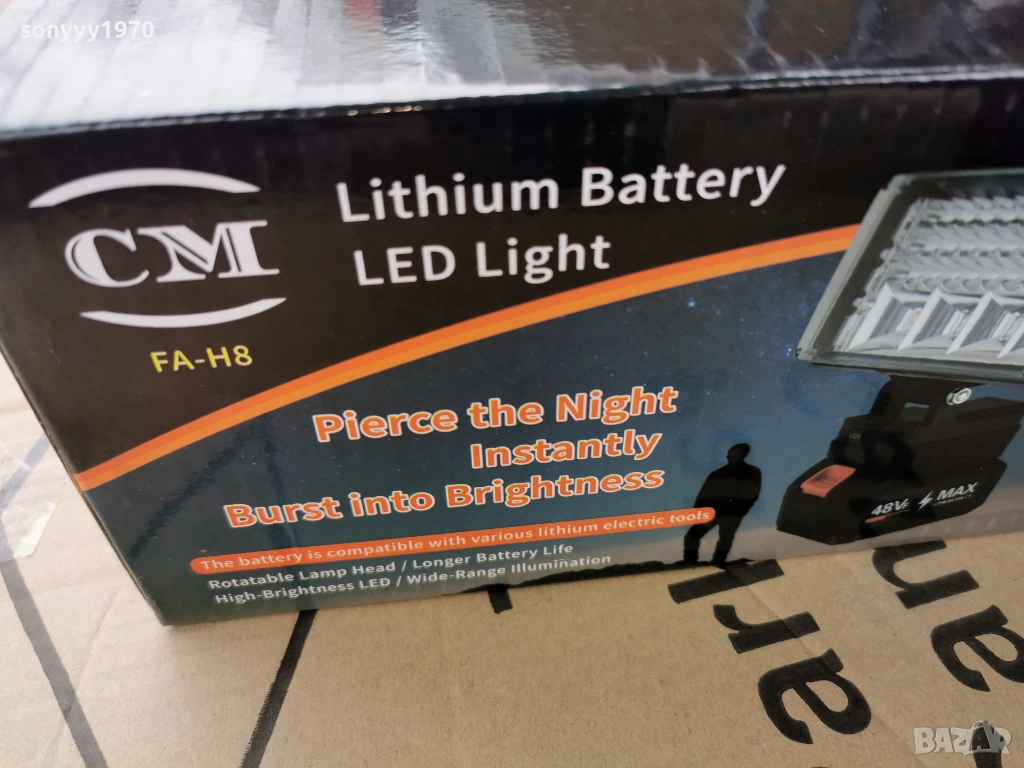 sonyyy1970
CM
Lithium Battery
LED Light
FA-H8
Pierce the Night
Instantly
Burst into Brightness
The battery is compatible with various lithium electric tools
Rotatable Lamp Head / Longer Battery Life
High-Brightness LED / Wide-Range Illumination
48VF MAX
BAZAR